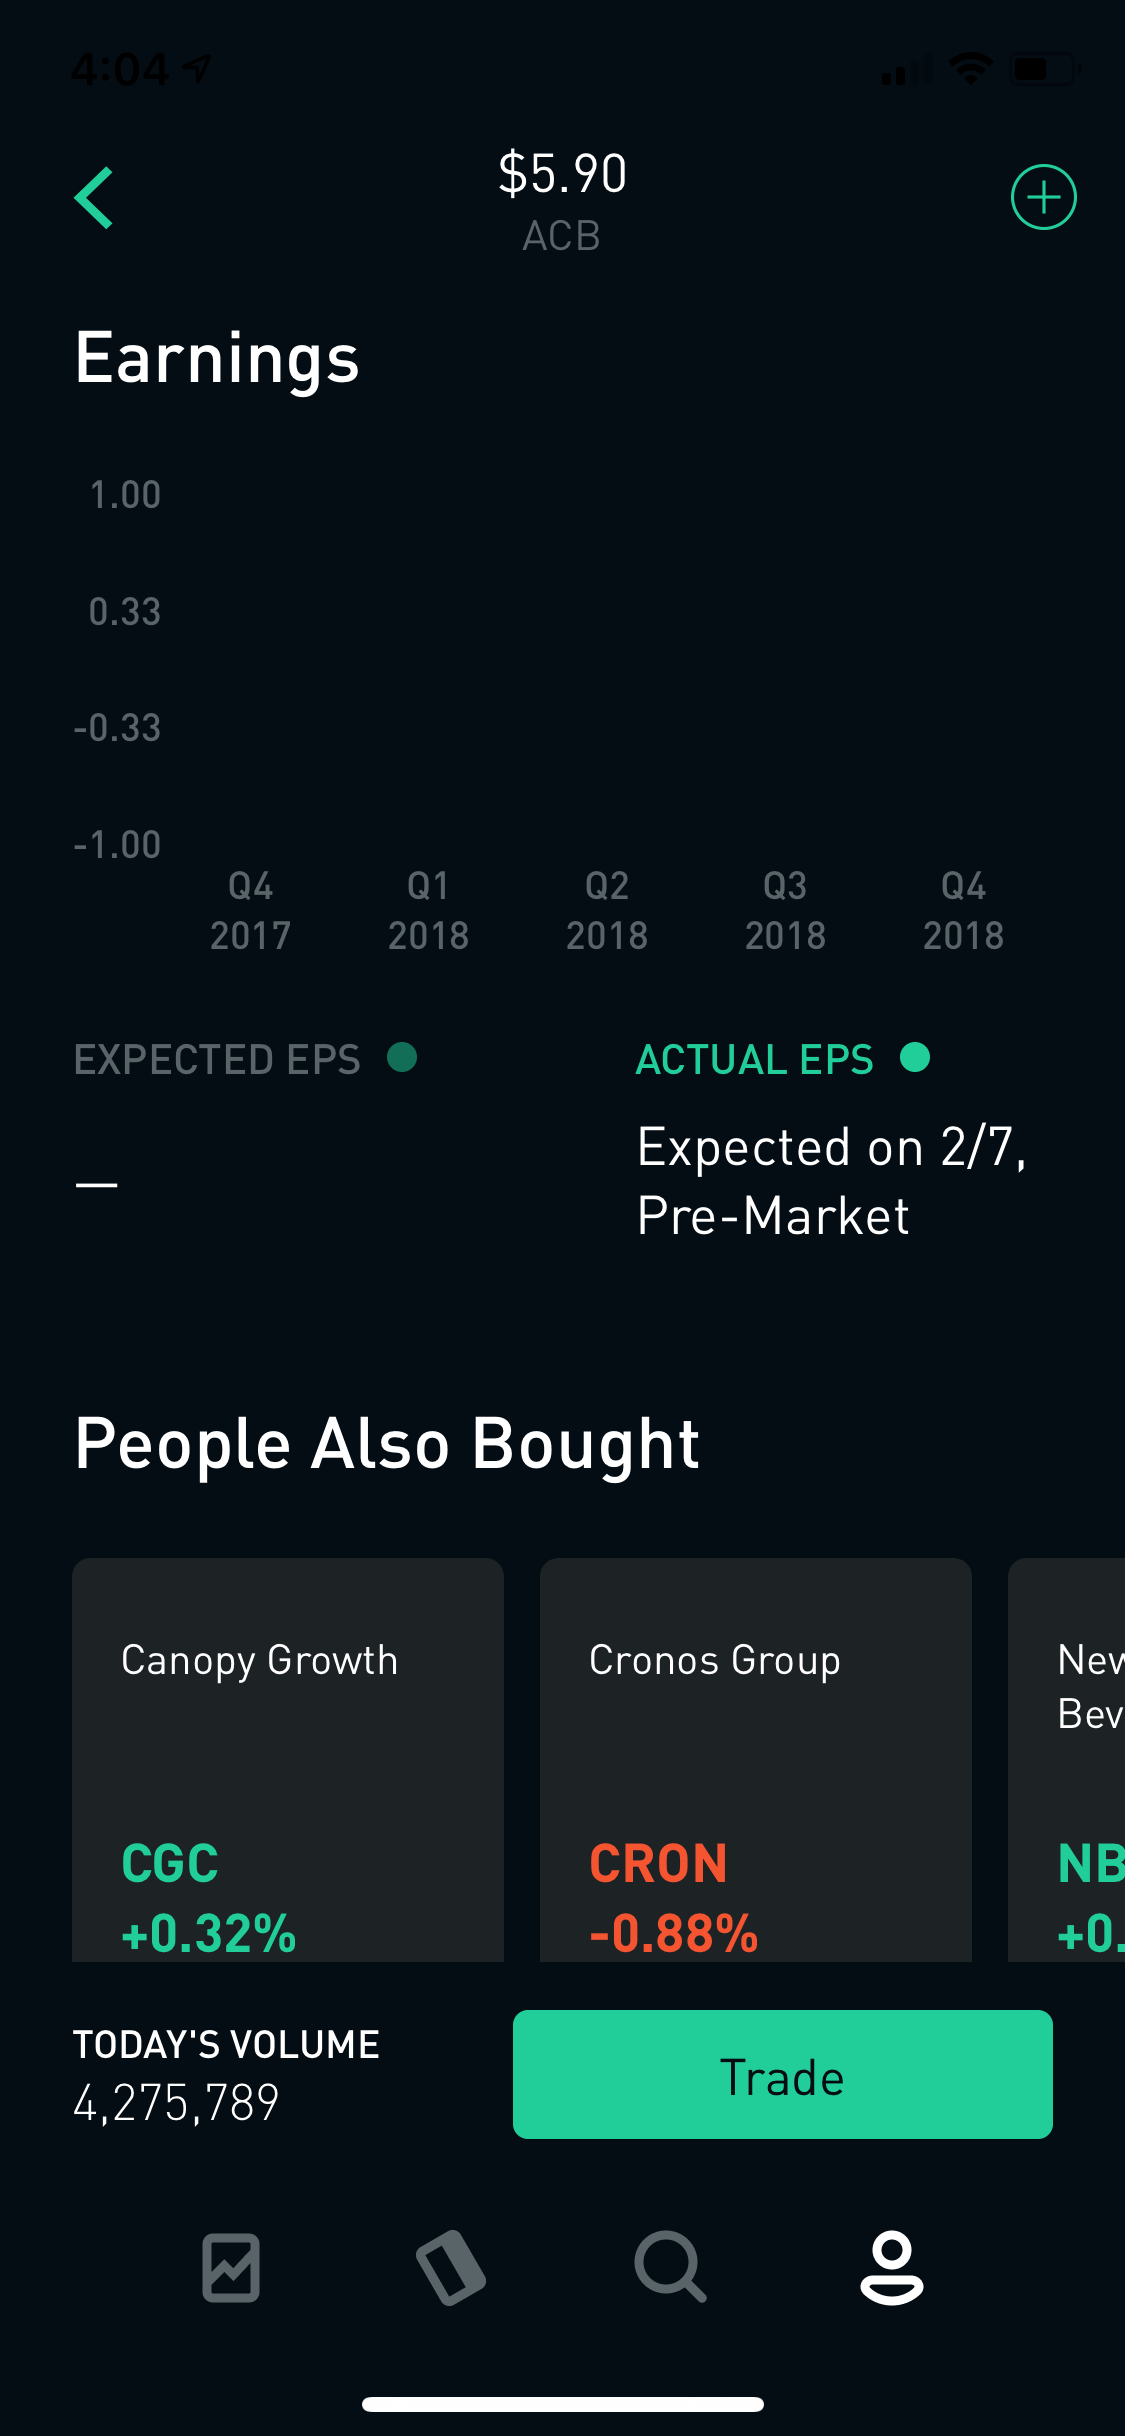 4:04
$5.90
ACB
Earnings
1.00
0.33
-0.33
-1.00
Q4 Q1 Q2 Q3 Q4
2017 2018 2018 2018 2018
EXPECTED EPS
—
ACTUAL EPS
Expected on 2/7,
Pre-Market
People Also Bought
Canopy Growth
CGC
+0.32%
Cronos Group
CRON
-0.88%
New
Bev
NB
+0.
TODAY'S VOLUME
4,275,789
Trade